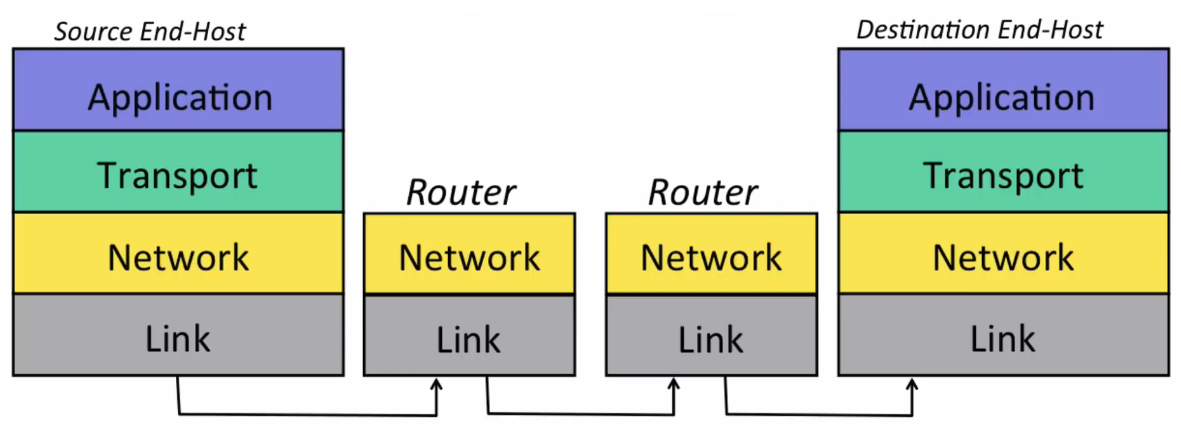 Source End-Host
Destination End-Host
Application
Application
Transport
Transport
Router
Router
Network
Network
Network
Network
Link
Link
Link
Link